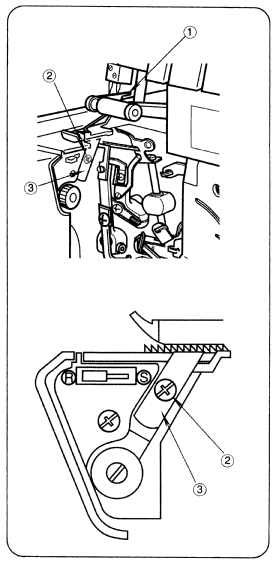 ①
②
③
R
S
②
③